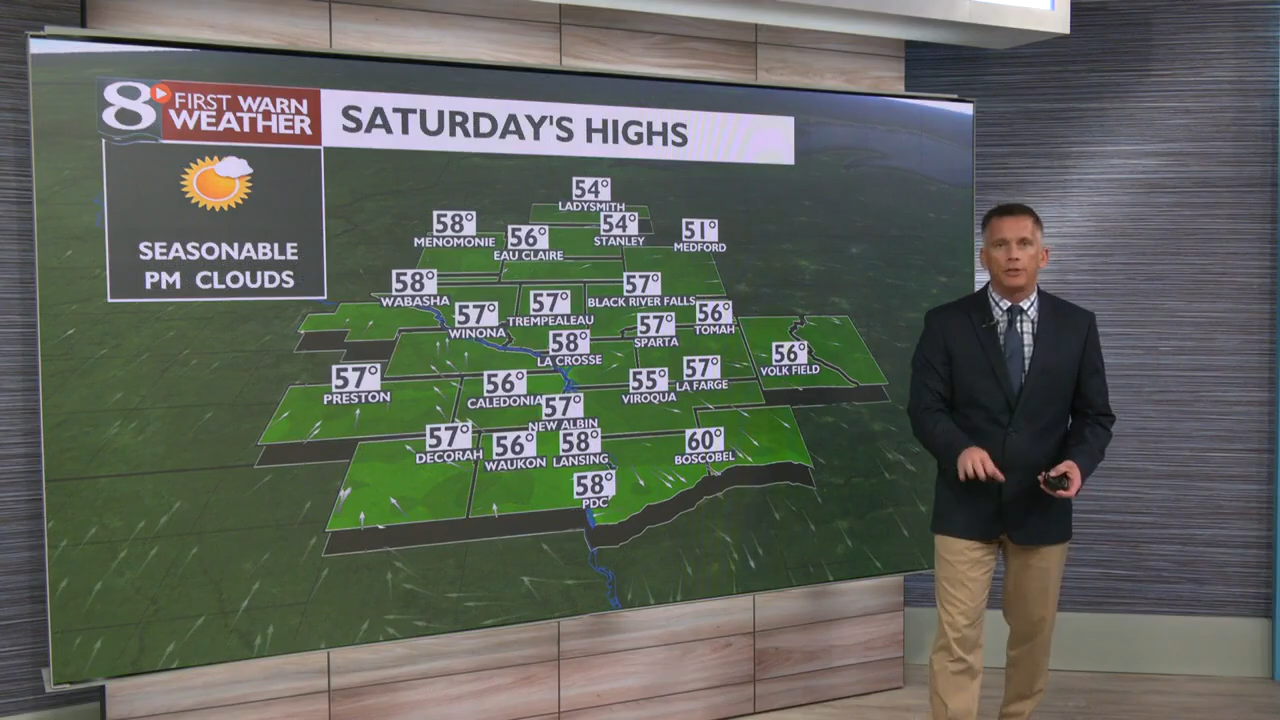 8 FIRST WARN
WEATHER
SATURDAY'S HIGHS
SEASONABLE
PM CLOUDS
54°
LADYSMITH
58°
MENOMONIE
56°
EAU CLAIRE
54°
STANLEY
51°
MEDFORD
58°
WABASHA
57°
WINONA
57°
TREMPEALEAU
57°
BLACK RIVER FALLS
57°
SPARTA
56°
TOMAH
58°
LA CROSSE
56°
VOLK FIELD
57°
PRESTON
56°
CALEDONIA
55°
VIROQUA
57°
LA FARGE
57°
NEW ALBIN
57°
DECORAH
56°
WAUKON
58°
LANSING
60°
BOSCOBEL
58°
PDC